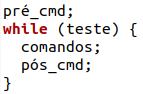 pré_cmd;
while (teste) {
  comandos;
  pós_cmd;
}